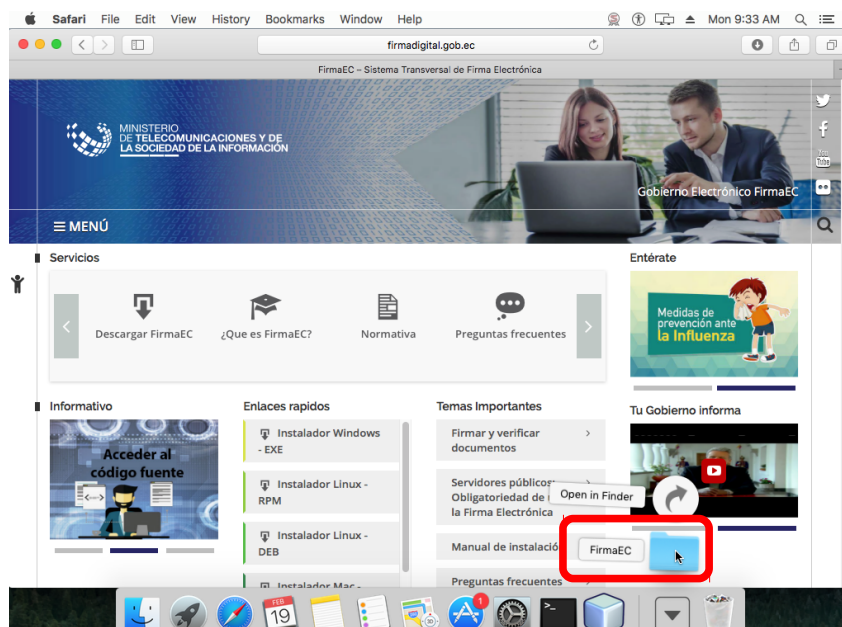 Safari File Edit View History Bookmarks Window Help
Mon 9:33 AM
firmadigital.gob.ec
FirmaEC – Sistema Transversal de Firma Electrónica
MINISTERIO
DE TELECOMUNICACIONES Y DE
LA SOCIEDAD DE LA INFORMACIÓN
You
Tube
Gobierno Electrónico FirmaEC
MENÚ
Servicios
Entérate
Descargar FirmaEC
¿Que es FirmaEC?
Normativa
Preguntas frecuentes
Medidas de
prevención ante
la Influenza
Informativo
Enlaces rapidos
Temas Importantes
Tu Gobierno informa
Acceder al
código fuente
Instalador Windows
- EXE
Instalador Linux -
RPM
Instalador Linux -
DEB
Instalador Mac -
Firmar y verificar
documentos
Servidores públicos:
Obligatoriedad de
la Firma Electrónica
Manual de instalació
Preguntas frecuentes
Open in Finder
FirmaEC
FEB
19
1